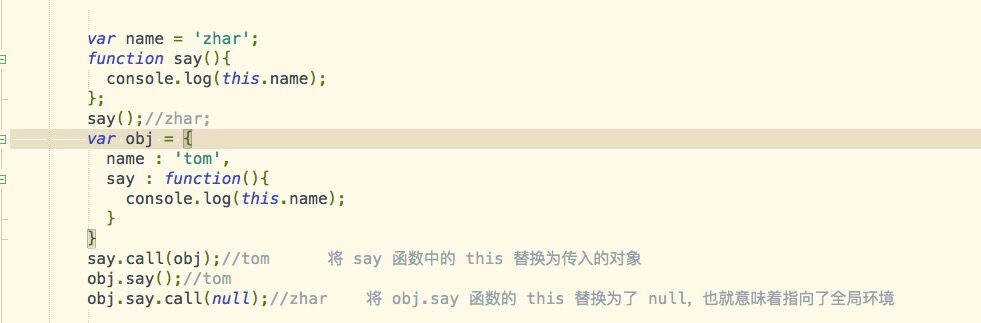 var name = 'zhar';
function say(){
  console.log(this.name);
};
say();//zhar;
var obj = {
  name : 'tom',
  say : function(){
    console.log(this.name);
  }
}
say.call(obj);//tom      将 say 函数中的 this 替换为传入的对象
obj.say();//tom
obj.say.call(null);//zhar    将 obj.say 函数的 this 替换为了 null，也就意味着指向了全局环境